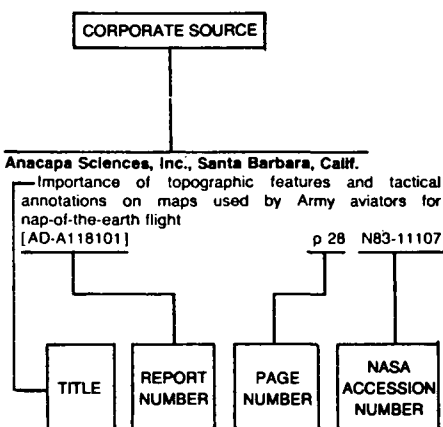 CORPORATE SOURCE
Anacapa Sciences, Inc., Santa Barbara, Calif.
Importance of topographic features and tactical
annotations on maps used by Army aviators for
nap-of-the-earth flight
[AD-A118101] p 28 N83-11107
TITLE
REPORT
NUMBER
PAGE
NUMBER
NASA
ACCESSION
NUMBER